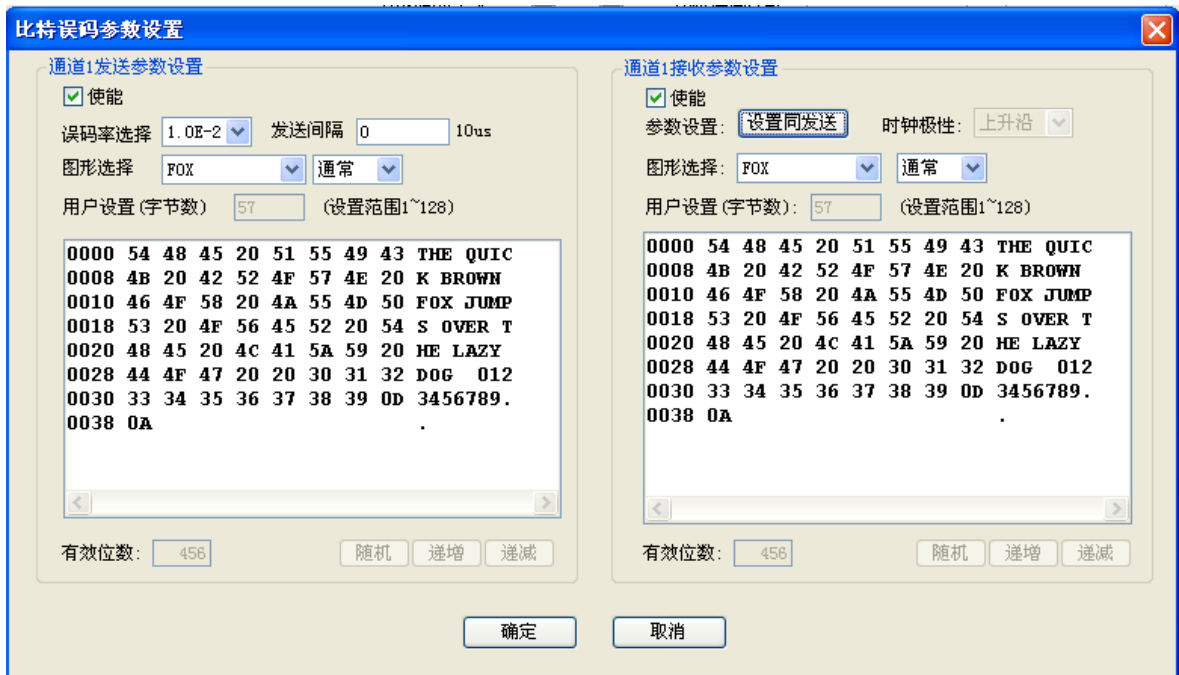 比特误码参数设置
通道1发送参数设置
使能
误码率选择 1.0E-2 发送间隔 0 10us
图形选择 FOX 通常
用户设置(字节数) 57 (设置范围1~128)
0000 54 48 45 20 51 55 49 43 THE QUIC
0008 4B 20 42 52 4F 57 4E 20 K BROWN
0010 46 4F 58 20 4A 55 4D 50 FOX JUMP
0018 53 20 4F 56 45 52 20 54 S OVER T
0020 48 45 20 4C 41 5A 59 20 HE LAZY
0028 44 4F 47 20 20 30 31 32 DOG  012
0030 33 34 35 36 37 38 39 0D 3456789.
0038 0A .
有效位数: 456 随机 递增 递减
通道1接收参数设置
使能
参数设置: 设置同发送 时钟极性: 上升沿
图形选择: FOX 通常
用户设置(字节数): 57 (设置范围1~128)
0000 54 48 45 20 51 55 49 43 THE QUIC
0008 4B 20 42 52 4F 57 4E 20 K BROWN
0010 46 4F 58 20 4A 55 4D 50 FOX JUMP
0018 53 20 4F 56 45 52 20 54 S OVER T
0020 48 45 20 4C 41 5A 59 20 HE LAZY
0028 44 4F 47 20 20 30 31 32 DOG  012
0030 33 34 35 36 37 38 39 0D 3456789.
0038 0A .
有效位数: 456 随机 递增 递减
确定 取消